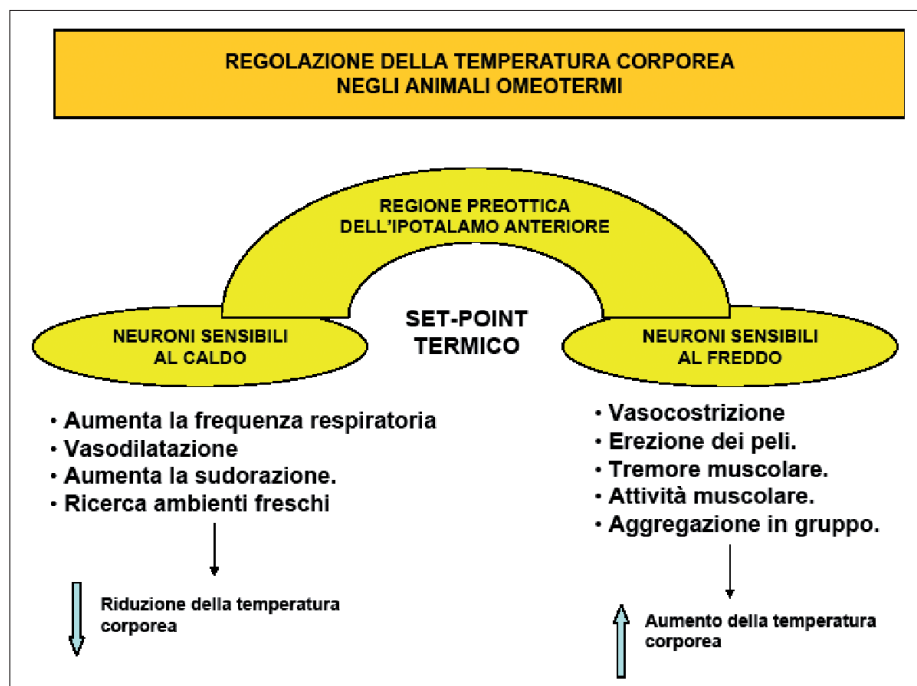 REGOLAZIONE DELLA TEMPERATURA CORPOREA
NEGLI ANIMALI OMEOTERMI
REGIONE PREOTTICA
DELL'IPOTALAMO ANTERIORE
SET-POINT
TERMICO
NEURONI SENSIBILI
AL CALDO
NEURONI SENSIBILI
AL FREDDO
• Aumenta la frequenza respiratoria
• Vasodilatazione
• Aumenta la sudorazione.
• Ricerca ambienti freschi
• Vasocostrizione
• Erezione dei peli.
• Tremore muscolare.
• Attività muscolare.
• Aggregazione in gruppo.
Riduzione della temperatura
corporea
Aumento della temperatura
corporea